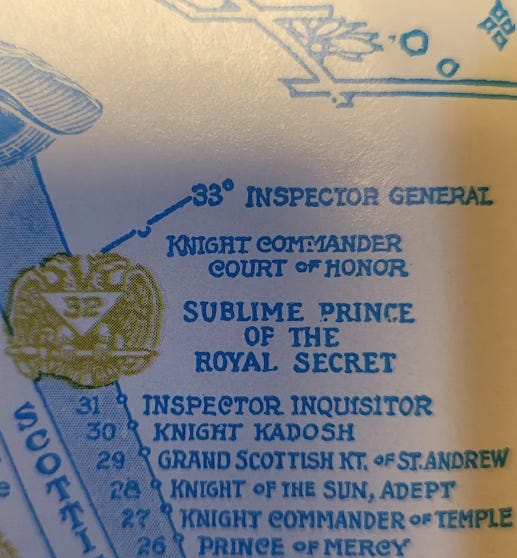 33° INSPECTOR GENERAL
KNIGHT COMMANDER
COURT OF HONOR
32
SUBLIME PRINCE
OF THE
ROYAL SECRET
31 INSPECTOR INQUISITOR
30 KNIGHT KADOSH
29 GRAND SCOTTISH KT. OF ST. ANDREW
28 KNIGHT OF THE SUN, ADEPT
27 KNIGHT COMMANDER OF TEMPLE
26 PRINCE OF MERCY